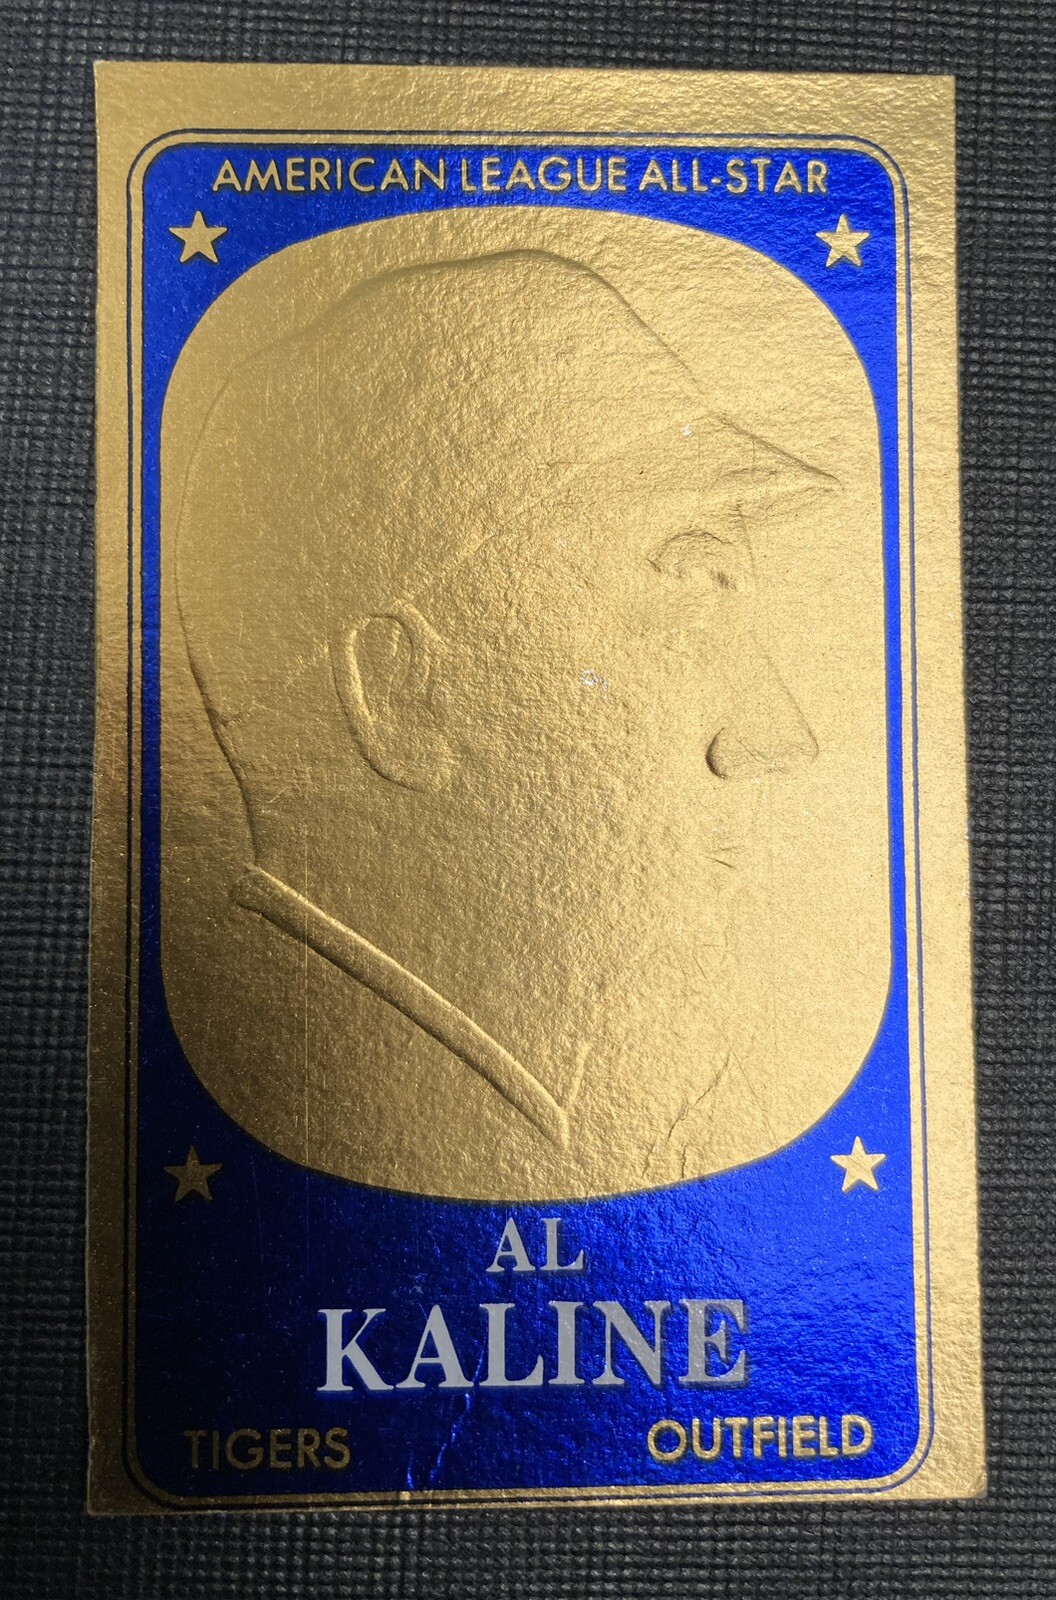 AMERICAN LEAGUE ALL-STAR
AL
KALINE
TIGERS OUTFIELD